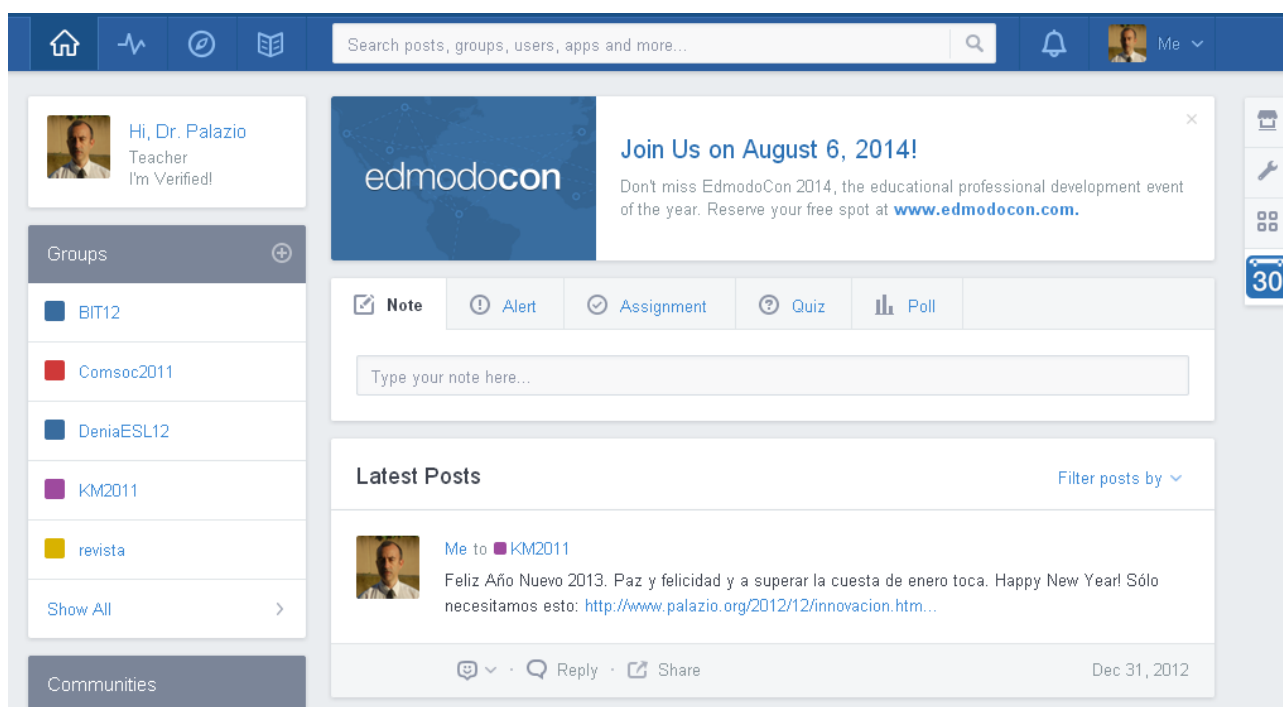 Search posts, groups, users, apps and more...
Me
Hi, Dr. Palazio
Teacher
I'm Verified!
Groups
BIT12
Comsoc2011
DeniaESL12
KM2011
revista
Show All
Communities
edmodocon
Join Us on August 6, 2014!
Don't miss EdmodoCon 2014, the educational professional development event
of the year. Reserve your free spot at www.edmodocon.com.
Note Alert Assignment Quiz Poll
Type your note here...
Latest Posts Filter posts by
Me to KM2011
Feliz Año Nuevo 2013. Paz y felicidad y a superar la cuesta de enero toca. Happy New Year! Sólo
necesitamos esto: http://www.palazio.org/2012/12/innovacion.htm...
Reply · Share Dec 31, 2012
30